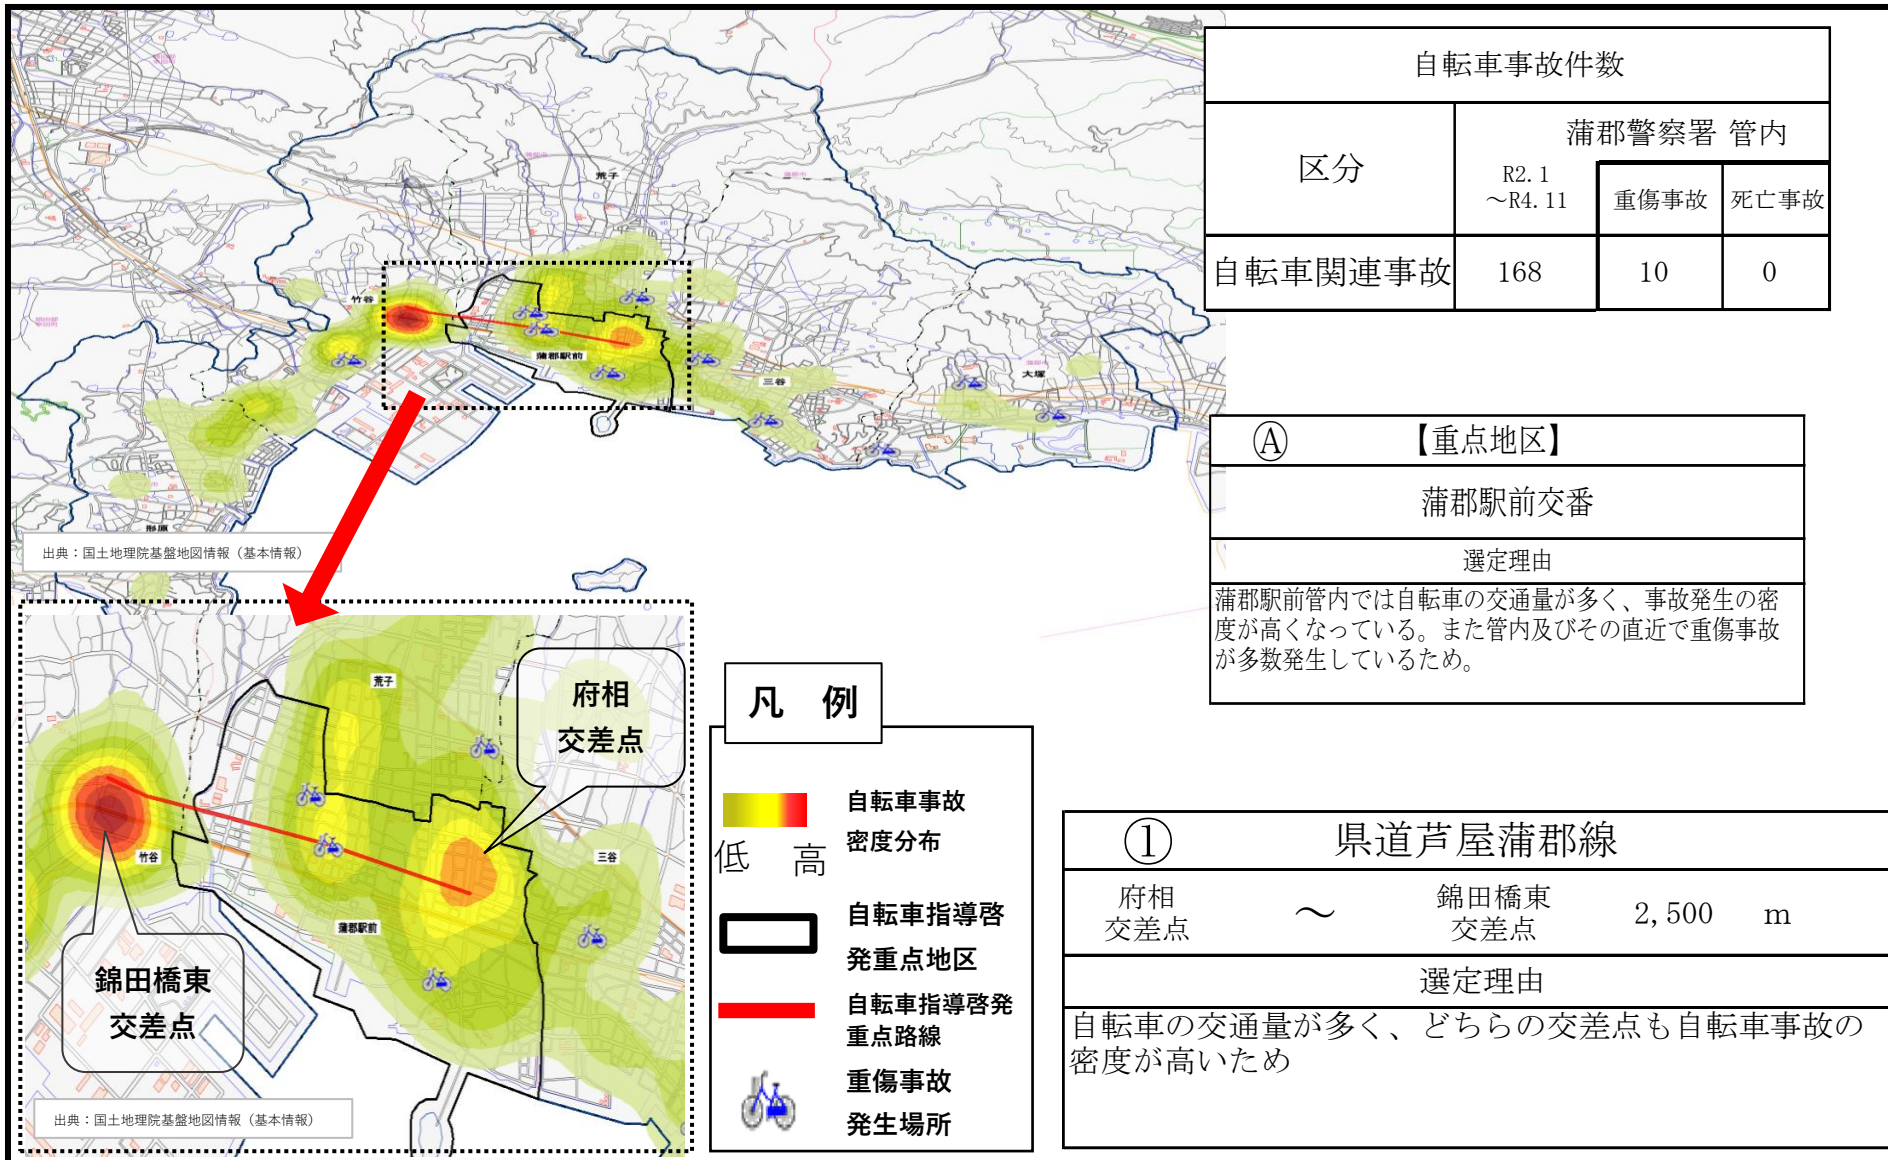 自転車事故件数
区分
蒲郡警察署 管内
R2.1
～R4.11
重傷事故
死亡事故
自転車関連事故
168
10
0
荒子
竹谷
蒲郡駅前
三谷
大塚
形原
出典：国土地理院基盤地図情報（基本情報）
Ⓐ
【重点地区】
蒲郡駅前交番
選定理由
蒲郡駅前管内では自転車の交通量が多く、事故発生の密
度が高くなっている。また管内及びその直近で重傷事故
が多数発生しているため。
荒子
府相
交差点
竹谷
三谷
蒲郡駅前
錦田橋東
交差点
出典：国土地理院基盤地図情報（基本情報）
凡 例
自転車事故
密度分布
低 高
自転車指導啓
発重点地区
自転車指導啓発
重点路線
重傷事故
発生場所
① 県道芦屋蒲郡線
府相
交差点
～
錦田橋東
交差点
2,500 m
選定理由
自転車の交通量が多く、どちらの交差点も自転車事故の
密度が高いため